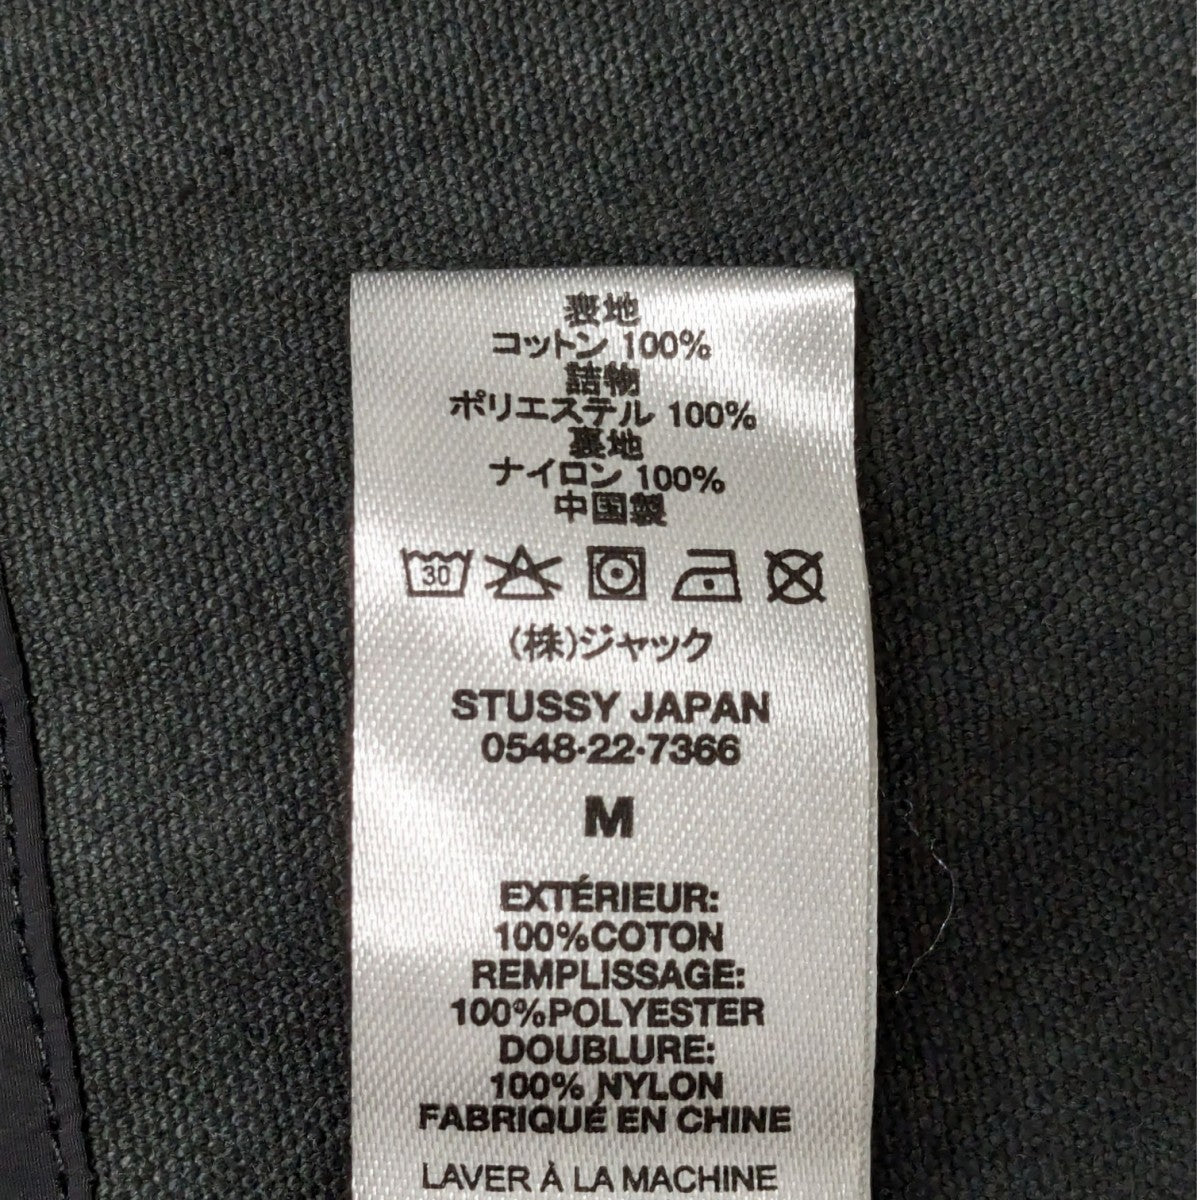 表地
コットン 100%
詰物
ポリエステル 100%
裏地
ナイロン 100%
中国製
30
(株)ジャック
STUSSY JAPAN
0548-22-7366
M
EXTÉRIEUR:
100%COTON
REMPLISSAGE:
100%POLYESTER
DOUBLURE:
100% NYLON
FABRIQUÉ EN CHINE
LAVER À LA MACHINE